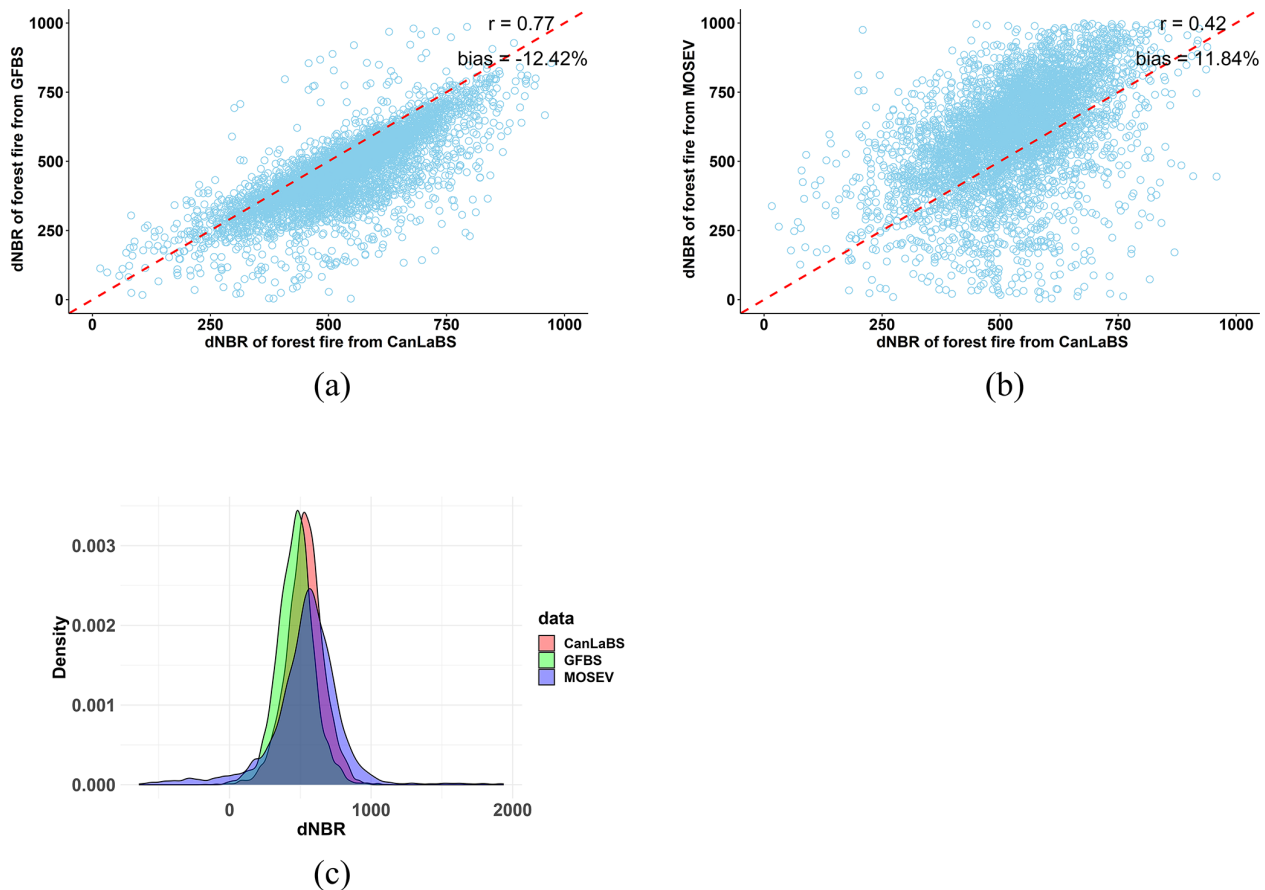 1000
750
500
250
0
dNBR of forest fire from GFBS
r = 0.77
bias = -12.42%
0
250
500
750
1000
dNBR of forest fire from CanLaBS
(a)
1000
750
500
250
0
dNBR of forest fire from MOSEV
r = 0.42
bias = 11.84%
0
250
500
750
1000
dNBR of forest fire from CanLaBS
(b)
0.003
0.002
0.001
0.000
Density
0
1000
2000
dNBR
data
CanLaBS
GFBS
MOSEV
(c)